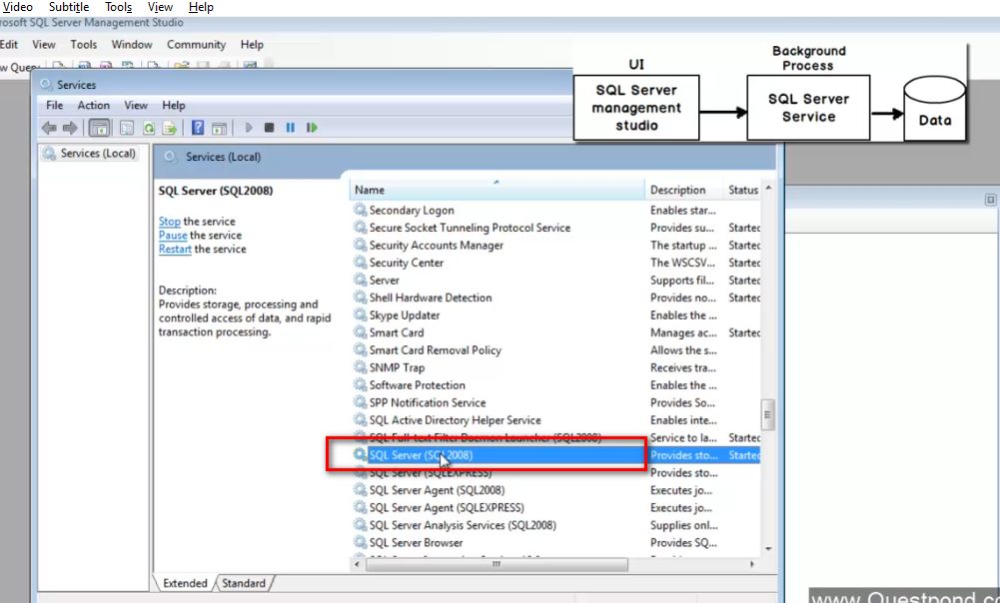 Video Subtitle Tools View Help
rosoft SQL Server Management Studio
Edit View Tools Window Community Help
w Query
Services
File Action View Help
Services (Local)
Services (Local)
SQL Server (SQL2008)
Stop the service
Pause the service
Restart the service
Description:
Provides storage, processing and
controlled access of data, and rapid
transaction processing.
Name Description Status
Secondary Logon Enables star...
Secure Socket Tunneling Protocol Service Provides su... Started
Security Accounts Manager The startup ... Started
Security Center The WSCSV... Started
Server Supports fil... Started
Shell Hardware Detection Provides no... Started
Skype Updater Enables the ...
Smart Card Manages ac... Started
Smart Card Removal Policy Allows the s...
SNMP Trap Receives tra...
Software Protection Enables the ...
SPP Notification Service Provides So...
SQL Active Directory Helper Service Enables inte...
SQL Full-text Filter Daemon Launcher (SQL2008) Service to la... Started
SQL Server (SQL2008) Provides sto... Started
SQL Server (SQLEXPRESS) Provides sto...
SQL Server Agent (SQL2008) Executes jo...
SQL Server Agent (SQLEXPRESS) Executes jo...
SQL Server Analysis Services (SQL2008) Supplies onl...
SQL Server Browser Provides SQ...
Extended Standard
UI
SQL Server
management
studio
Background
Process
SQL Server
Service
Data
www.Questpond.co